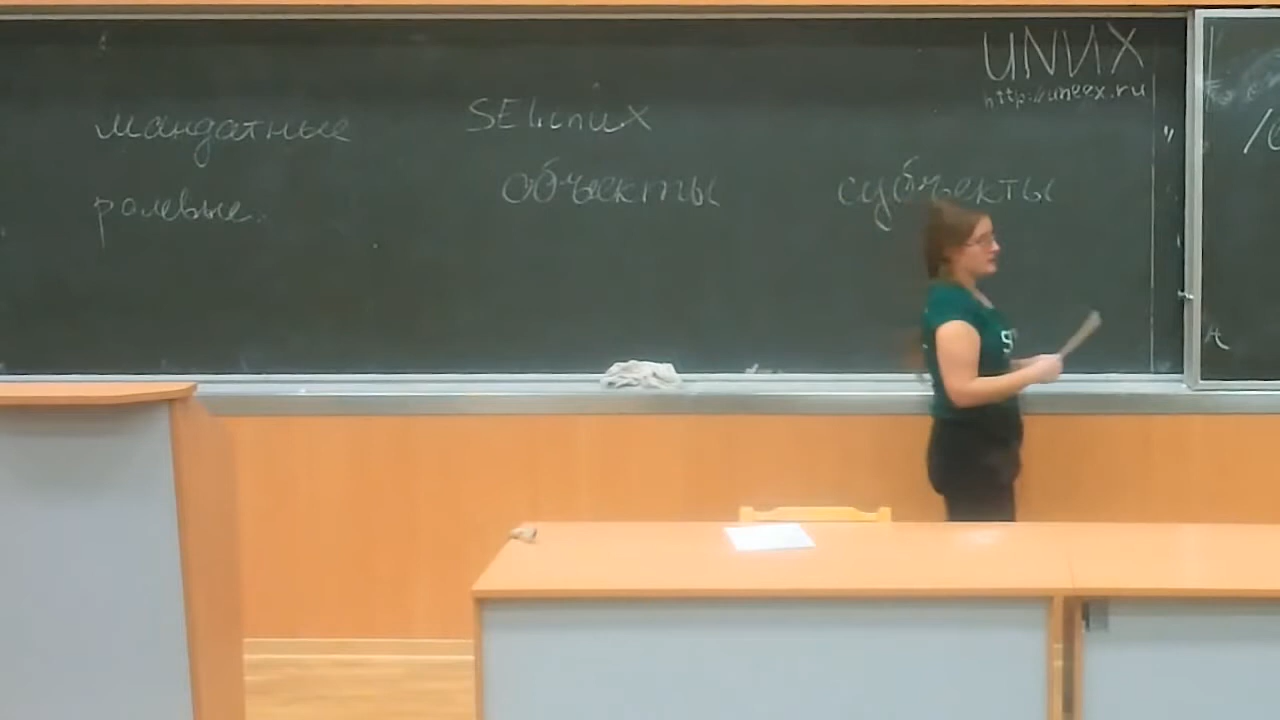 UNIX
http://uneex.ru
мандатные
SELinux
объекты
субъекты
ролевые